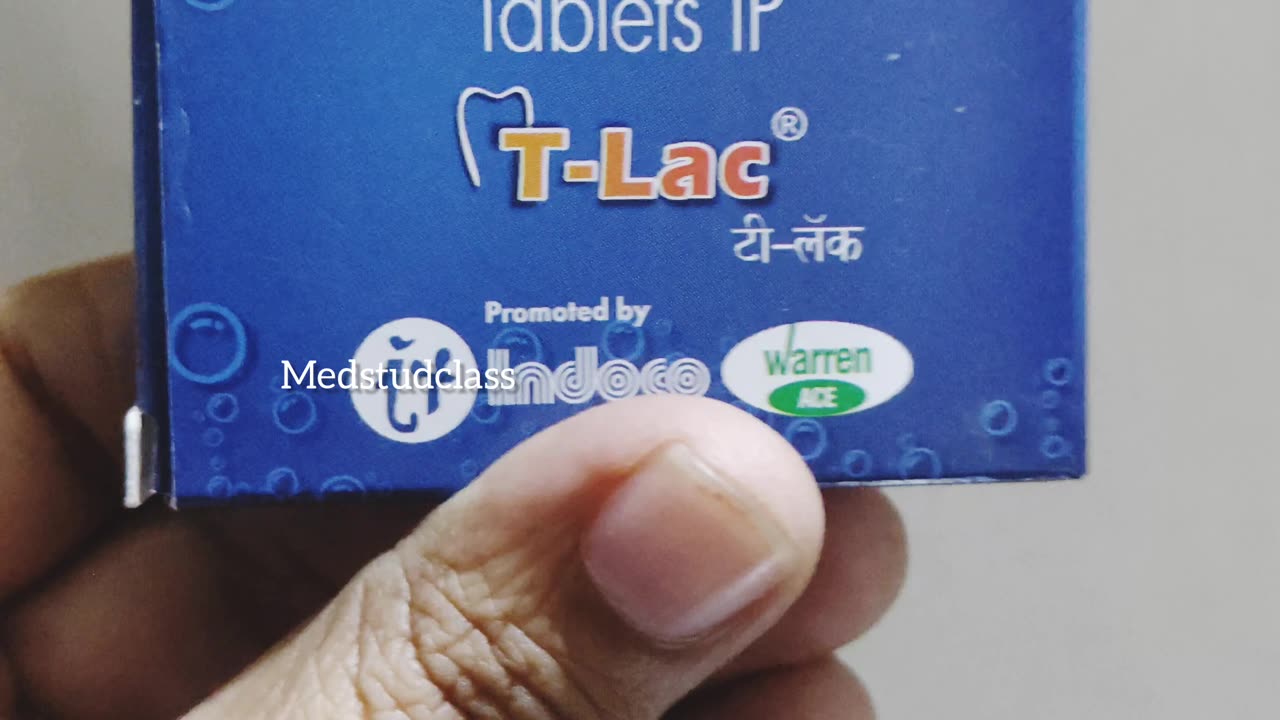 Tablets IP
T-Lac®
टी-लॅक
Promoted by
Indoco
warren
ACE
Medstudclass